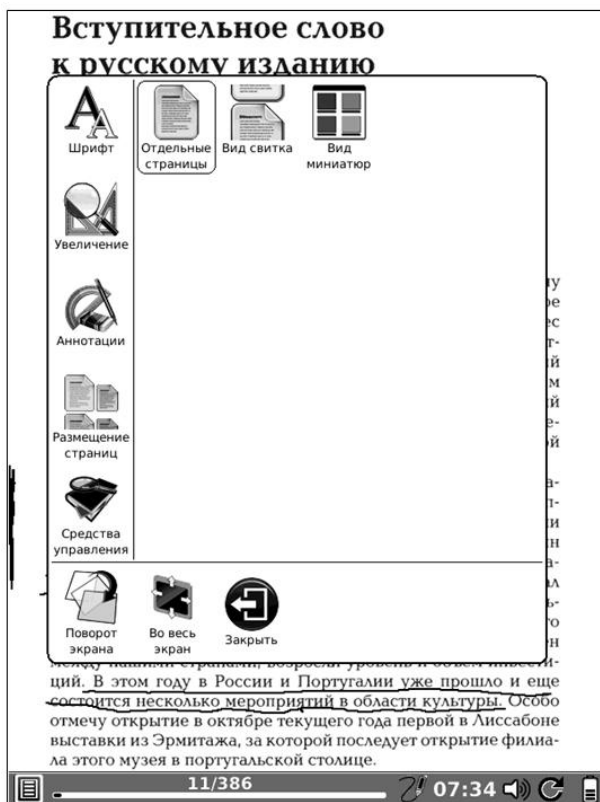 Вступительное слово
к русскому изданию
Шрифт
Отдельные
страницы
Вид свитка
Вид
миниатюр
Увеличение
Аннотации
Размещение
страниц
Средства
управления
Поворот
экрана
Во весь
экран
Закрыть
ций. В этом году в России и Португалии уже прошло и еще
состоится несколько мероприятий в области культуры. Особо
отмечу открытие в октябре текущего года первой в Лиссабоне
выставки из Эрмитажа, за которой последует открытие филиа-
ла этого музея в португальской столице.
11/386
07:34